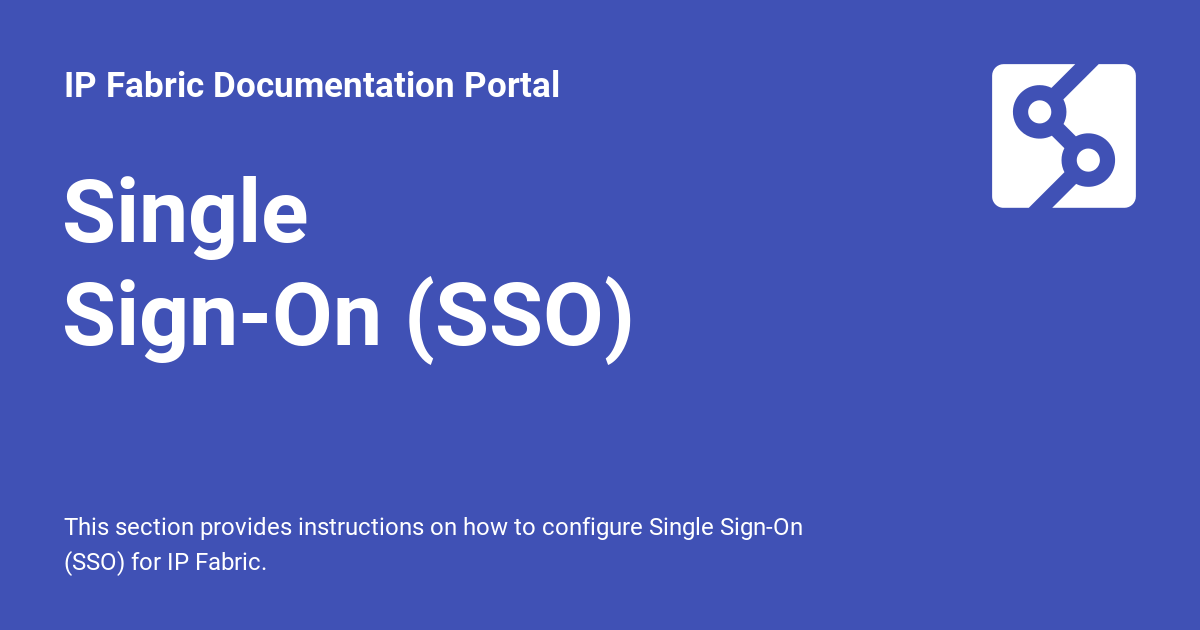 IP Fabric Documentation Portal
Single
Sign-On (SSO)
This section provides instructions on how to configure Single Sign-On
(SSO) for IP Fabric.